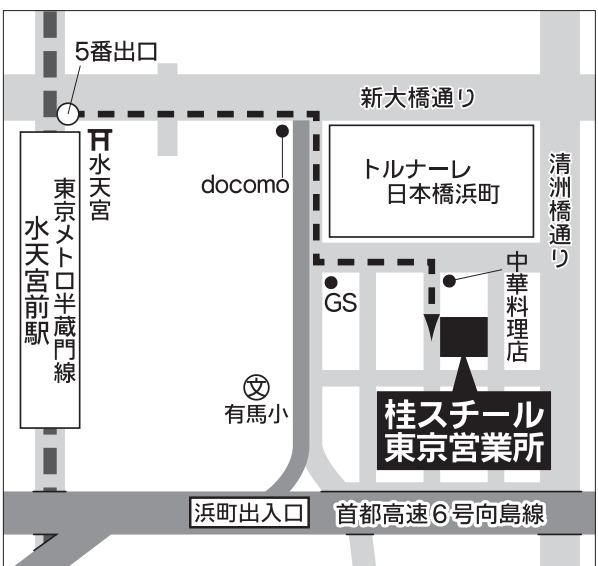 5番出口
新大橋通り
水天宮
docomo
トルナーレ
日本橋浜町
清洲橋通り
東京メトロ半蔵門線
水天宮前駅
GS
中華料理店
文
有馬小
桂スチール
東京営業所
浜町出入口
首都高速6号向島線